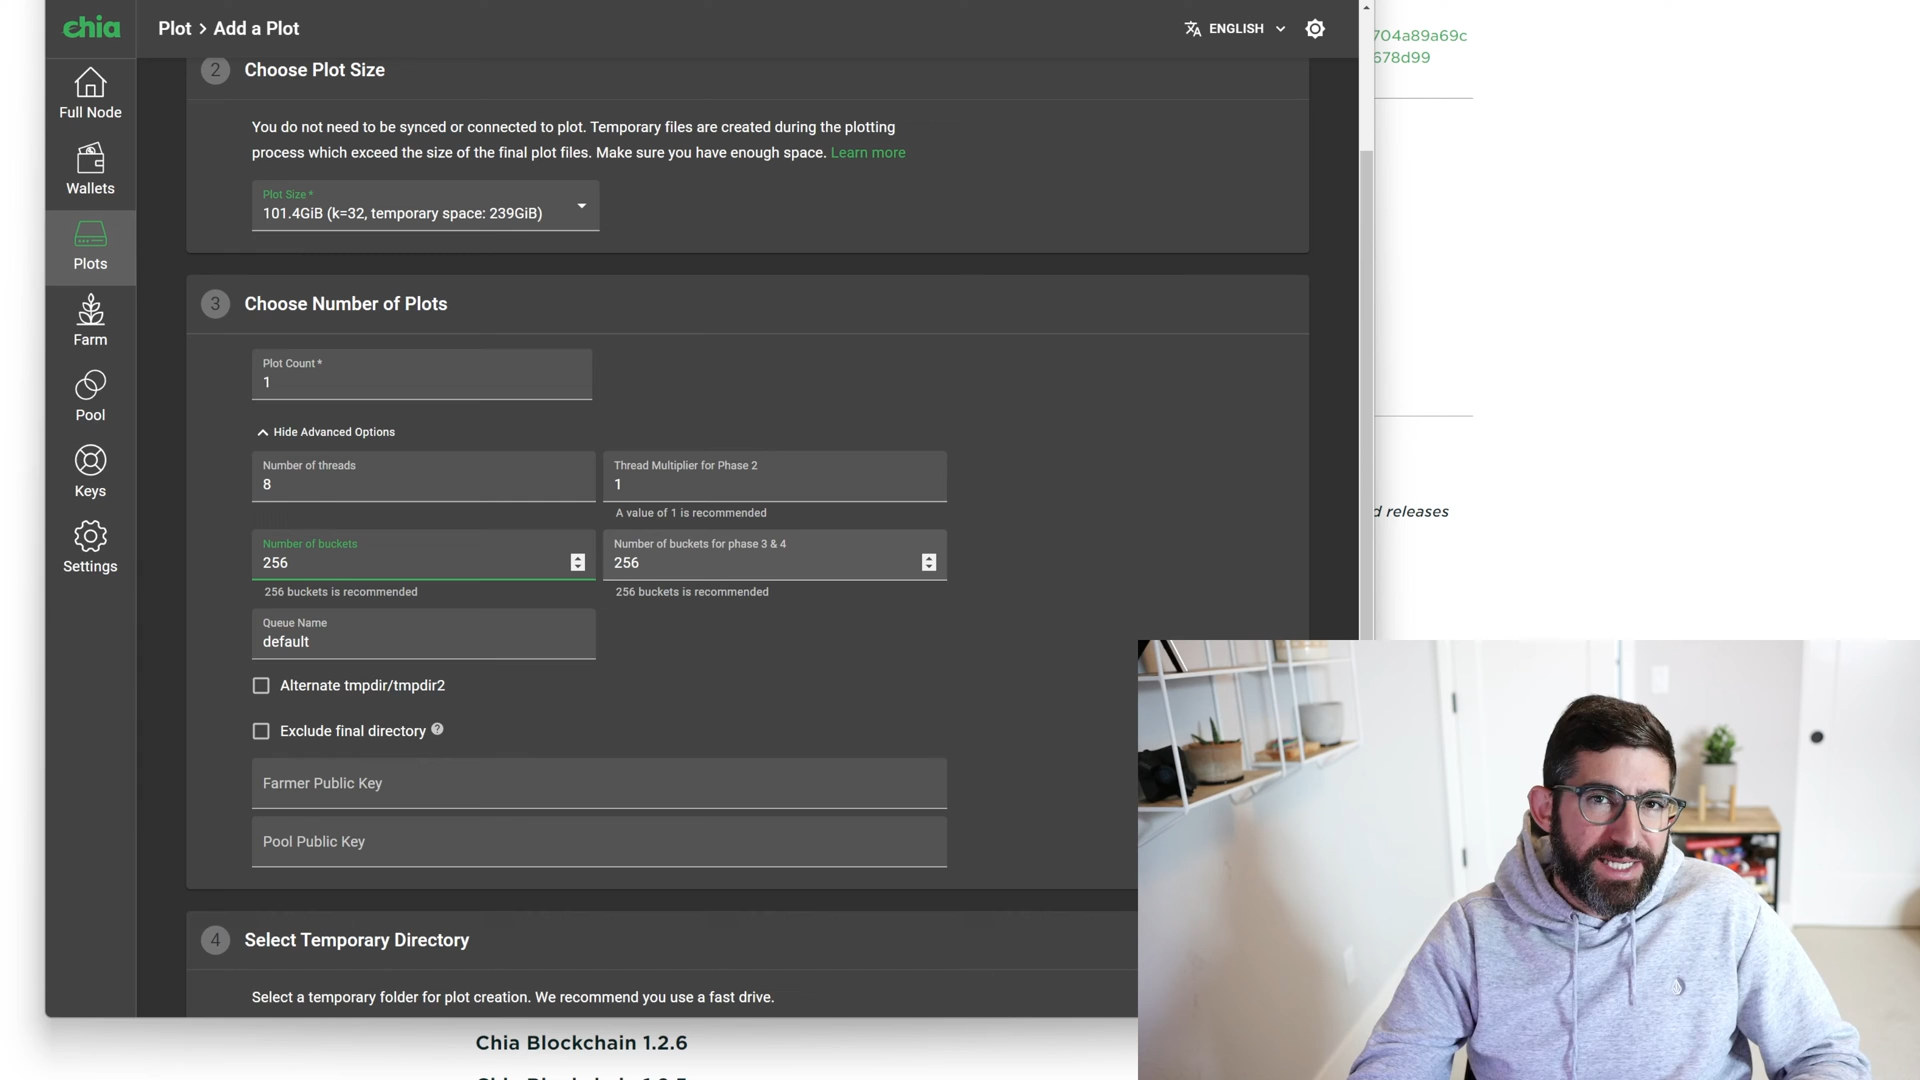 chia
Plot > Add a Plot
ENGLISH
704a89a69c
678d99
Full Node
Wallets
Plots
Farm
Pool
Keys
Settings
2 Choose Plot Size
You do not need to be synced or connected to plot. Temporary files are created during the plotting
process which exceed the size of the final plot files. Make sure you have enough space. Learn more
Plot Size *
101.4GiB (k=32, temporary space: 239GiB)
3 Choose Number of Plots
Plot Count *
1
Hide Advanced Options
Number of threads
8
Thread Multiplier for Phase 2
1
A value of 1 is recommended
Number of buckets
256
256 buckets is recommended
Number of buckets for phase 3 & 4
256
256 buckets is recommended
d releases
Queue Name
default
Alternate tmpdir/tmpdir2
Exclude final directory ?
Farmer Public Key
Pool Public Key
4 Select Temporary Directory
Select a temporary folder for plot creation. We recommend you use a fast drive.
Chia Blockchain 1.2.6